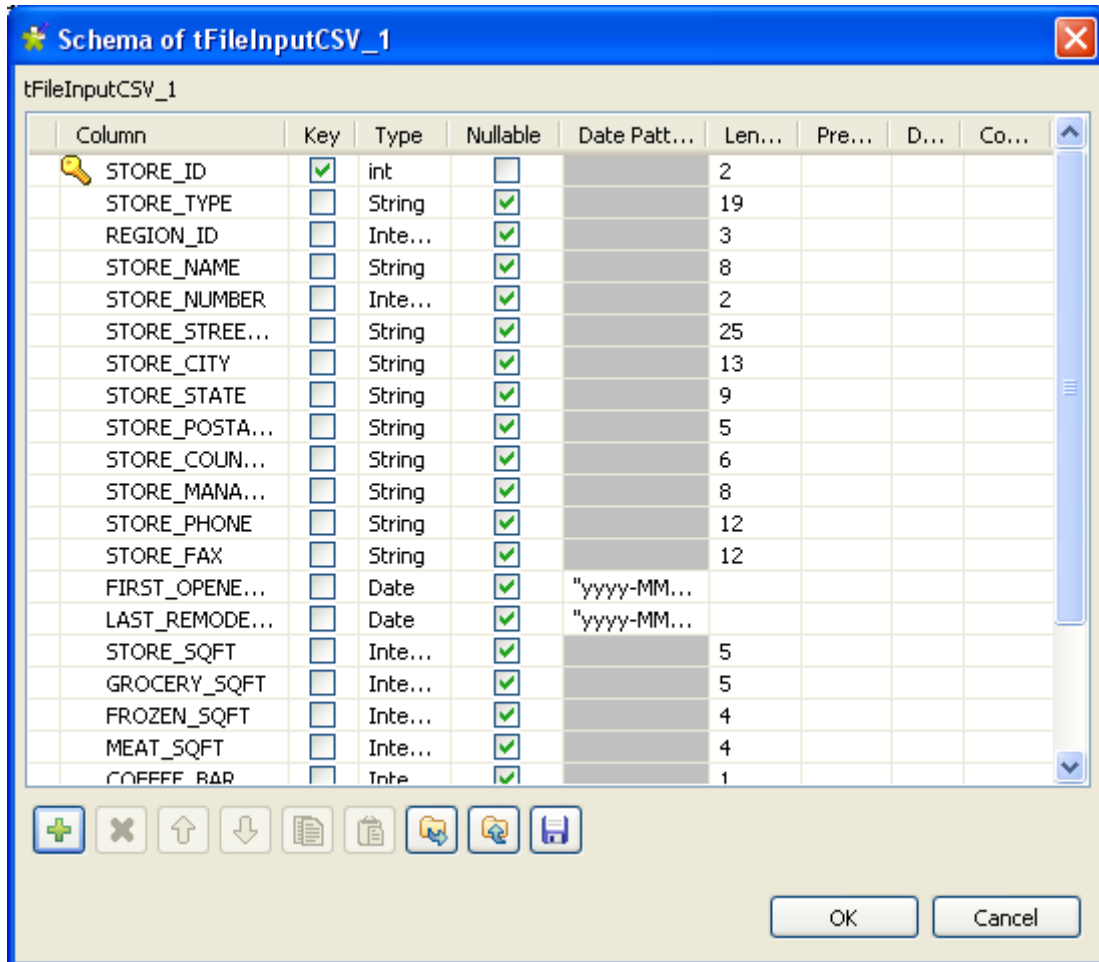 Schema of tFileInputCSV_1
tFileInputCSV_1
Column Key Type Nullable Date Patt... Len... Pre... D... Co...
STORE_ID int 2
STORE_TYPE String 19
REGION_ID Inte... 3
STORE_NAME String 8
STORE_NUMBER Inte... 2
STORE_STREE... String 25
STORE_CITY String 13
STORE_STATE String 9
STORE_POSTA... String 5
STORE_COUN... String 6
STORE_MANA... String 8
STORE_PHONE String 12
STORE_FAX String 12
FIRST_OPENE... Date "yyyy-MM...
LAST_REMODE... Date "yyyy-MM...
STORE_SQFT Inte... 5
GROCERY_SQFT Inte... 5
FROZEN_SQFT Inte... 4
MEAT_SQFT Inte... 4
COFFEE_BAR Inte... 1
OK Cancel